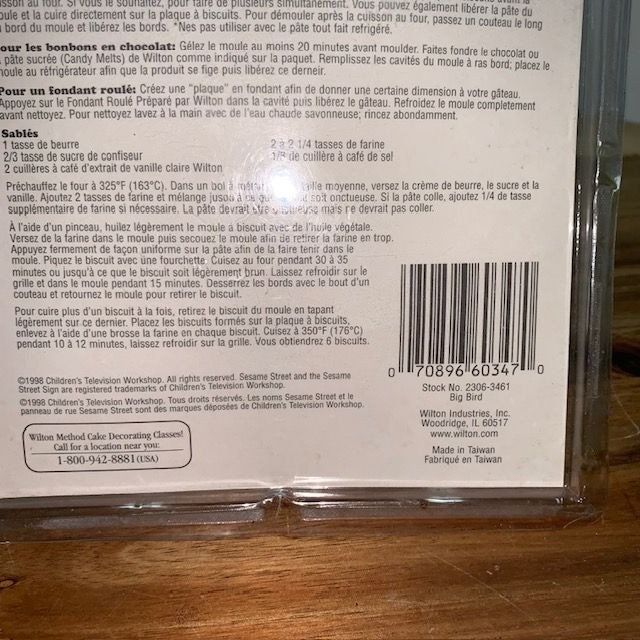 au four. Si vous le souhaitez, pour faire de plusieurs simultanément. Vous pouvez également libérer la pâte du
et la cuire directement sur la plaque à biscuits. Pour démouler après la cuisson au four, passez un couteau le long
bord du moule et libérez les bords. *Nes pas utiliser avec le pâte tout fait réfrigéré.
our les bonbons en chocolat: Gélez le moule au moins 20 minutes avant moulder. Faites fondre le chocolat ou
pâte sucrée (Candy Melts) de Wilton comme indiqué sur la paquet. Remplissez les cavités du moule à ras bord; placez le
moule au réfrigérateur afin que la produit se fige puis libérez ce derneir.
Pour un fondant roulé: Créez une "plaque" en fondant afin de donner une certaine dimension à votre gâteau.
Appoyez sur le Fondant Roulé Préparé par Wilton dans la cavité puis libérez le gâteau. Refroidez le moule completement
avant nettoyez. Pour nettoyez lavez à la main avec de l'eau chaude savonneuse; rincez abondamment.
Sablés
1 tasse de beurre
2/3 tasse de sucre de confiseur
2 cuillères à café d'extrait de vanille claire Wilton
2 à 2 1/4 tasses de farine
1/8 de cuillère à café de sel
Préchauffez le four à 325°F (163°C). Dans un bol à taille moyenne, versez la crème de beurre, le sucre et la
vanille. Ajoutez 2 tasses de farine et mélange jusqu'à ce que soit onctueuse. Si la pâte colle, ajoutez 1/4 de tasse
supplémentaire de farine si nécessaire. La pâte devrait être mais ne devrait pas coller.
À l'aide d'un pinceau, huilez légèrement le moule à biscuit avec de l'huile végétale.
Versez de la farine dans le moule puis secouez le moule afin de retirer la farine en trop.
Appuyez fermement de façon uniforme sur la pâte afin de la faire tenir dans le
moule. Piquez le biscuit avec une fourchette. Cuisez au four pendant 30 à 35
minutes ou jusqu'à ce que le biscuit soit légèrement brun. Laissez refroidir sur le
grille et dans le moule pendant 15 minutes. Desserrez les bords avec le bout d'un
couteau et retournez le moule pour retirer le biscuit.
Pour cuire plus d'un biscuit à la fois, retirez le biscuit du moule en tapant
légèrement sur ce dernier. Placez les biscuits formés sur la plaque à biscuits,
enlevez à l'aide d'une brosse la farine en chaque biscuit. Cuisez à 350°F (176°C)
pendant 10 à 12 minutes, laissez refroidir sur la grille. Vous obtiendrez 6 biscuits.
©1998 Children's Television Workshop. All rights reserved. Sesame Street and the Sesame
Street Sign are registered trademarks of Children's Television Workshop.
©1998 Children's Television Workshop. Tous droits réservés. Les noms Sesame Street et le
panneau de rue Sesame Street sont des marques déposées de Children's Television Workshop.
Wilton Method Cake Decorating Classes!
Call for a location near you:
1-800-942-8881 (USA)
0 70896 60347 0
Stock No. 2306-3461
Big Bird
Wilton Industries, Inc.
Woodridge, IL 60517
www.wilton.com
Made in Taiwan
Fabriqué en Taiwan